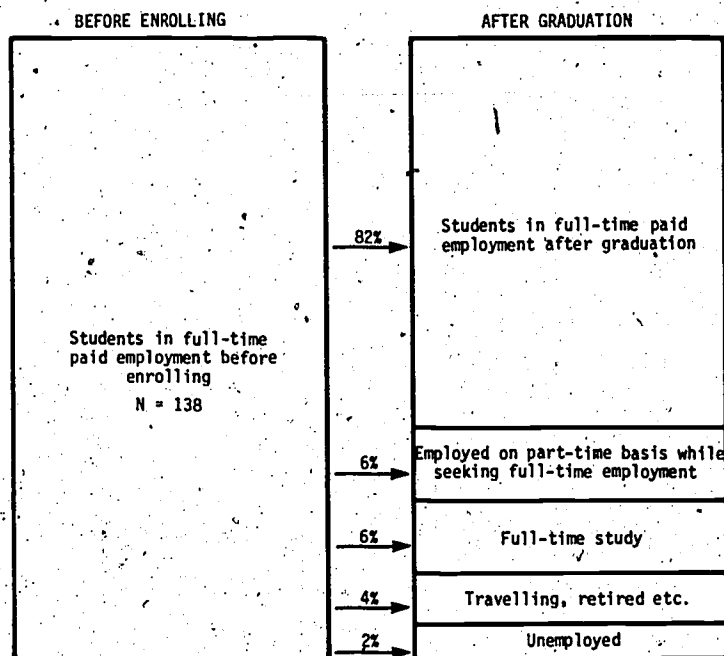 BEFORE ENROLLING
AFTER GRADUATION
Students in full-time
paid employment before
enrolling
N = 138
82%
Students in full-time paid
employment after graduation
6%
Employed on part-time basis while
seeking full-time employment
6%
Full-time study
4%
Travelling, retired etc.
2%
Unemployed